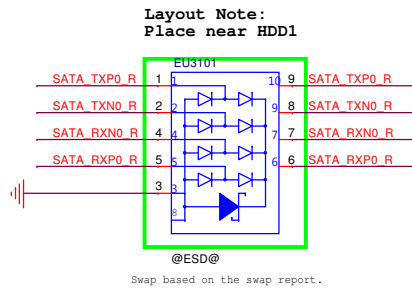 Layout Note:
Place near HDD1
EU3101
SATA_TXP0_R 1 1 10 9 SATA_TXP0_R
SATA_TXN0_R 2 2 9 8 SATA_TXN0_R
SATA_RXN0_R 4 4 7 7 SATA_RXN0_R
SATA_RXP0_R 5 5 6 6 SATA_RXP0_R
3 3
8
@ESD@
Swap based on the swap report.